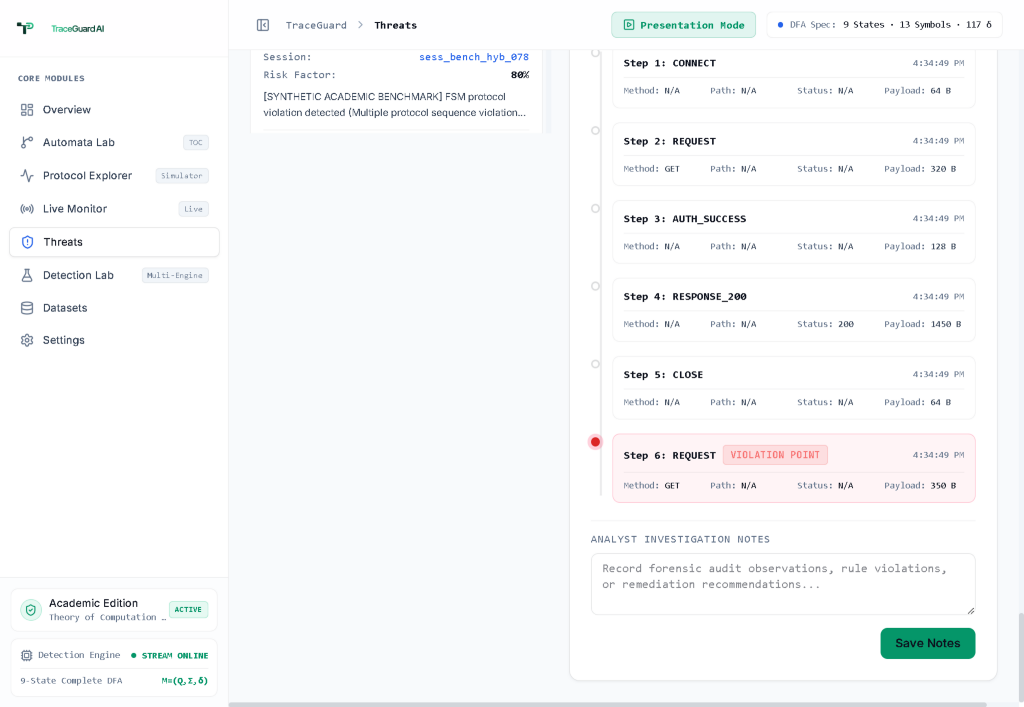 TraceGuard AI
TraceGuard > Threats
Presentation Mode
DFA Spec: 9 States · 13 Symbols · 117 δ
CORE MODULES
Overview
Automata Lab TOC
Protocol Explorer Simulator
Live Monitor Live
Threats
Detection Lab Multi-Engine
Datasets
Settings
Academic Edition
Theory of Computation …
ACTIVE
Detection Engine STREAM ONLINE
9-State Complete DFA M=(Q,Σ,δ)
Session: sess_bench_hyb_078
Risk Factor: 80%
[SYNTHETIC ACADEMIC BENCHMARK] FSM protocol
violation detected (Multiple protocol sequence violation...
Step 1: CONNECT 4:34:49 PM
Method: N/A Path: N/A Status: N/A Payload: 64 B
Step 2: REQUEST 4:34:49 PM
Method: GET Path: N/A Status: N/A Payload: 320 B
Step 3: AUTH_SUCCESS 4:34:49 PM
Method: N/A Path: N/A Status: N/A Payload: 128 B
Step 4: RESPONSE_200 4:34:49 PM
Method: N/A Path: N/A Status: 200 Payload: 1450 B
Step 5: CLOSE 4:34:49 PM
Method: N/A Path: N/A Status: N/A Payload: 64 B
Step 6: REQUEST VIOLATION POINT 4:34:49 PM
Method: GET Path: N/A Status: N/A Payload: 350 B
ANALYST INVESTIGATION NOTES
Record forensic audit observations, rule violations,
or remediation recommendations...
Save Notes